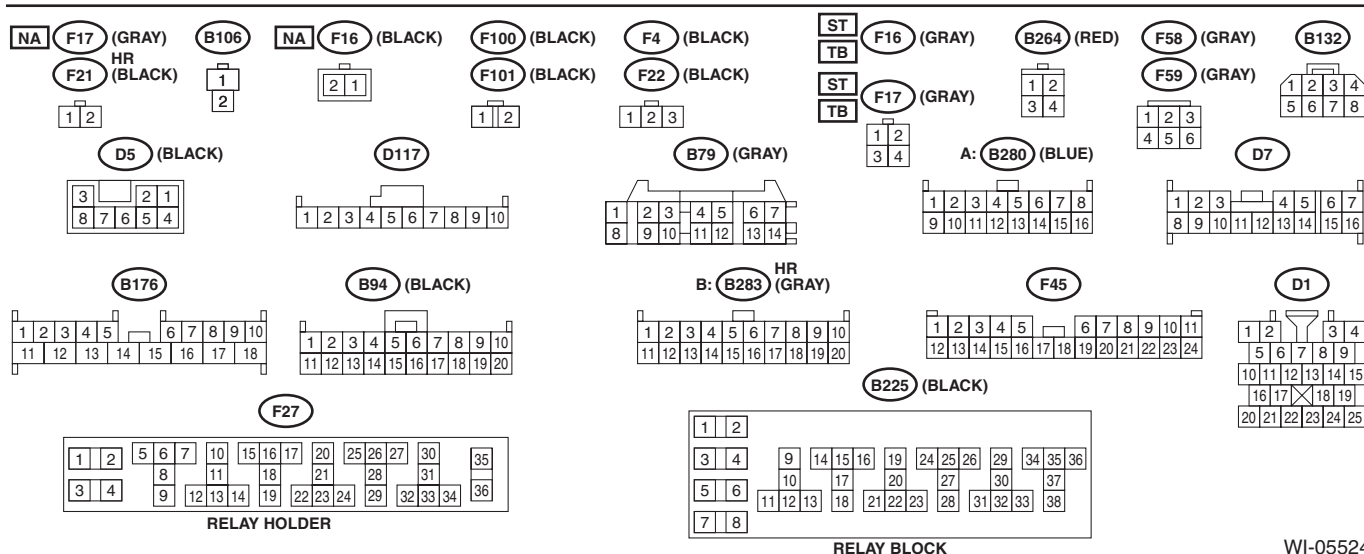 NA F17 (GRAY) B106 NA F16 (BLACK) F100 (BLACK) F4 (BLACK) ST TB F16 (GRAY) B264 (RED) F58 (GRAY) B132
F21 HR (BLACK) F101 (BLACK) F22 (BLACK) ST TB F17 (GRAY) F59 (GRAY)
1 2
1
2
2 1
1 2
1 2 3
1 2
3 4
1 2
3 4
1 2 3
4 5 6
1 2 3 4
5 6 7 8
D5 (BLACK) D117 B79 (GRAY) A: B280 (BLUE) D7
3 2 1
8 7 6 5 4
1 2 3 4 5 6 7 8 9 10
1 2 3 4 5 6 7
8 9 10 11 12 13 14
1 2 3 4 5 6 7 8
9 10 11 12 13 14 15 16
1 2 3 4 5 6 7
8 9 10 11 12 13 14 15 16
B176 B94 (BLACK) B: B283 HR (GRAY) F45 D1
1 2 3 4 5 6 7 8 9 10
11 12 13 14 15 16 17 18
1 2 3 4 5 6 7 8 9 10
11 12 13 14 15 16 17 18 19 20
1 2 3 4 5 6 7 8 9 10
11 12 13 14 15 16 17 18 19 20
1 2 3 4 5 6 7 8 9 10 11
12 13 14 15 16 17 18 19 20 21 22 23 24
1 2 3 4
5 6 7 8 9
10 11 12 13 14 15
16 17 18 19
20 21 22 23 24 25
F27
1 2 5 6 7 10 15 16 17 20 25 26 27 30 35
8 11 18 21 28 31
3 4 9 12 13 14 19 22 23 24 29 32 33 34 36
RELAY HOLDER
B225 (BLACK)
1 2
3 4 9 14 15 16 19 24 25 26 29 34 35 36
10 17 20 27 30 37
5 6 11 12 13 18 21 22 23 28 31 32 33 38
7 8
RELAY BLOCK
WI-05524